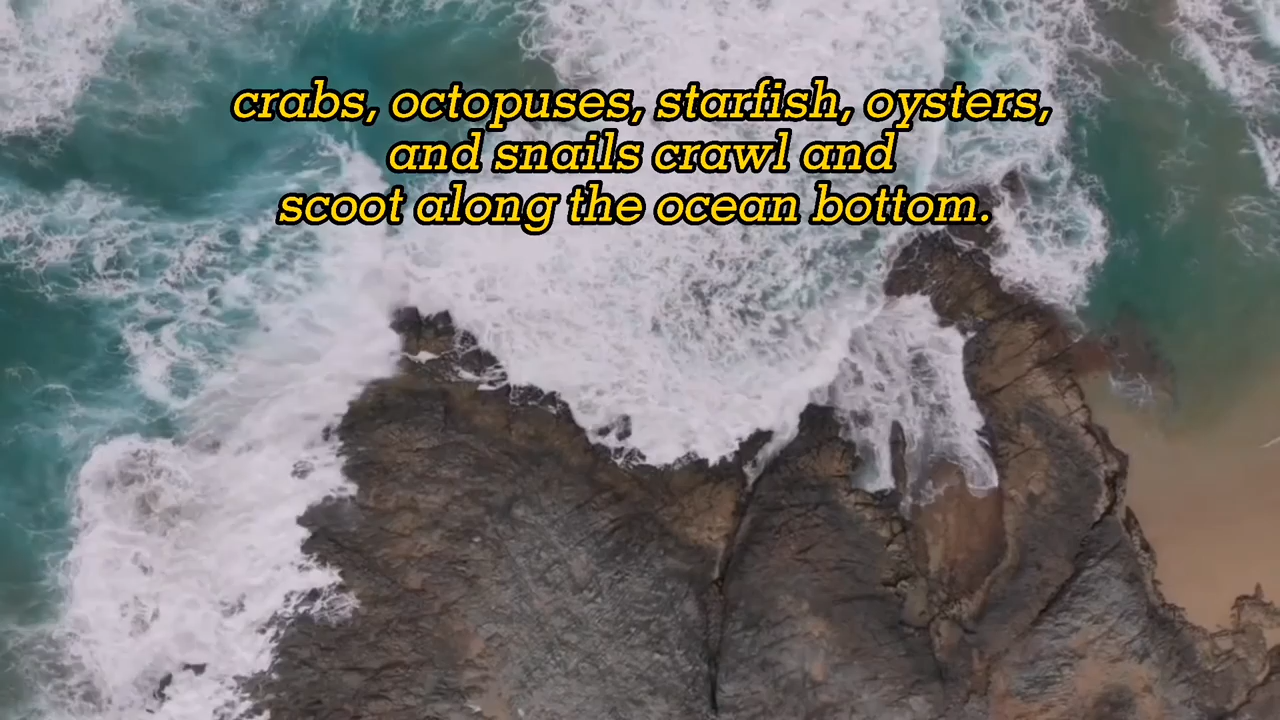 crabs, octopuses, starfish, oysters,
and snails crawl and
scoot along the ocean bottom.